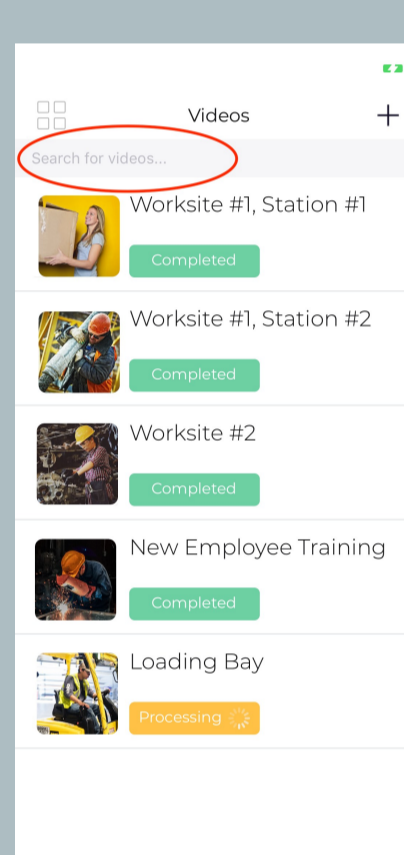 Videos
Search for videos...
Worksite #1, Station #1
Completed
Worksite #1, Station #2
Completed
Worksite #2
Completed
New Employee Training
Completed
Loading Bay
Processing